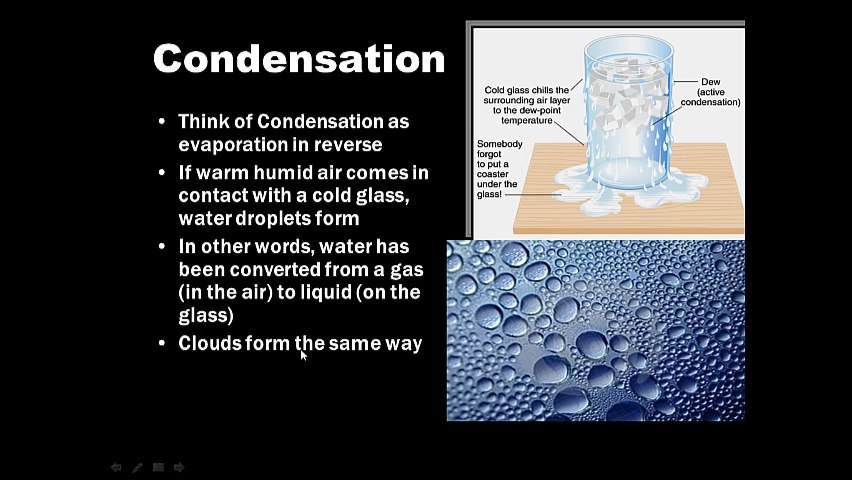 Condensation
• Think of Condensation as
evaporation in reverse
• If warm humid air comes in
contact with a cold glass,
water droplets form
• In other words, water has
been converted from a gas
(in the air) to liquid (on the
glass)
• Clouds form the same way
Cold glass chills the
surrounding air layer
to the dew-point
temperature
Dew
(active
condensation)
Somebody
forgot
to put a
coaster
under the
glass!